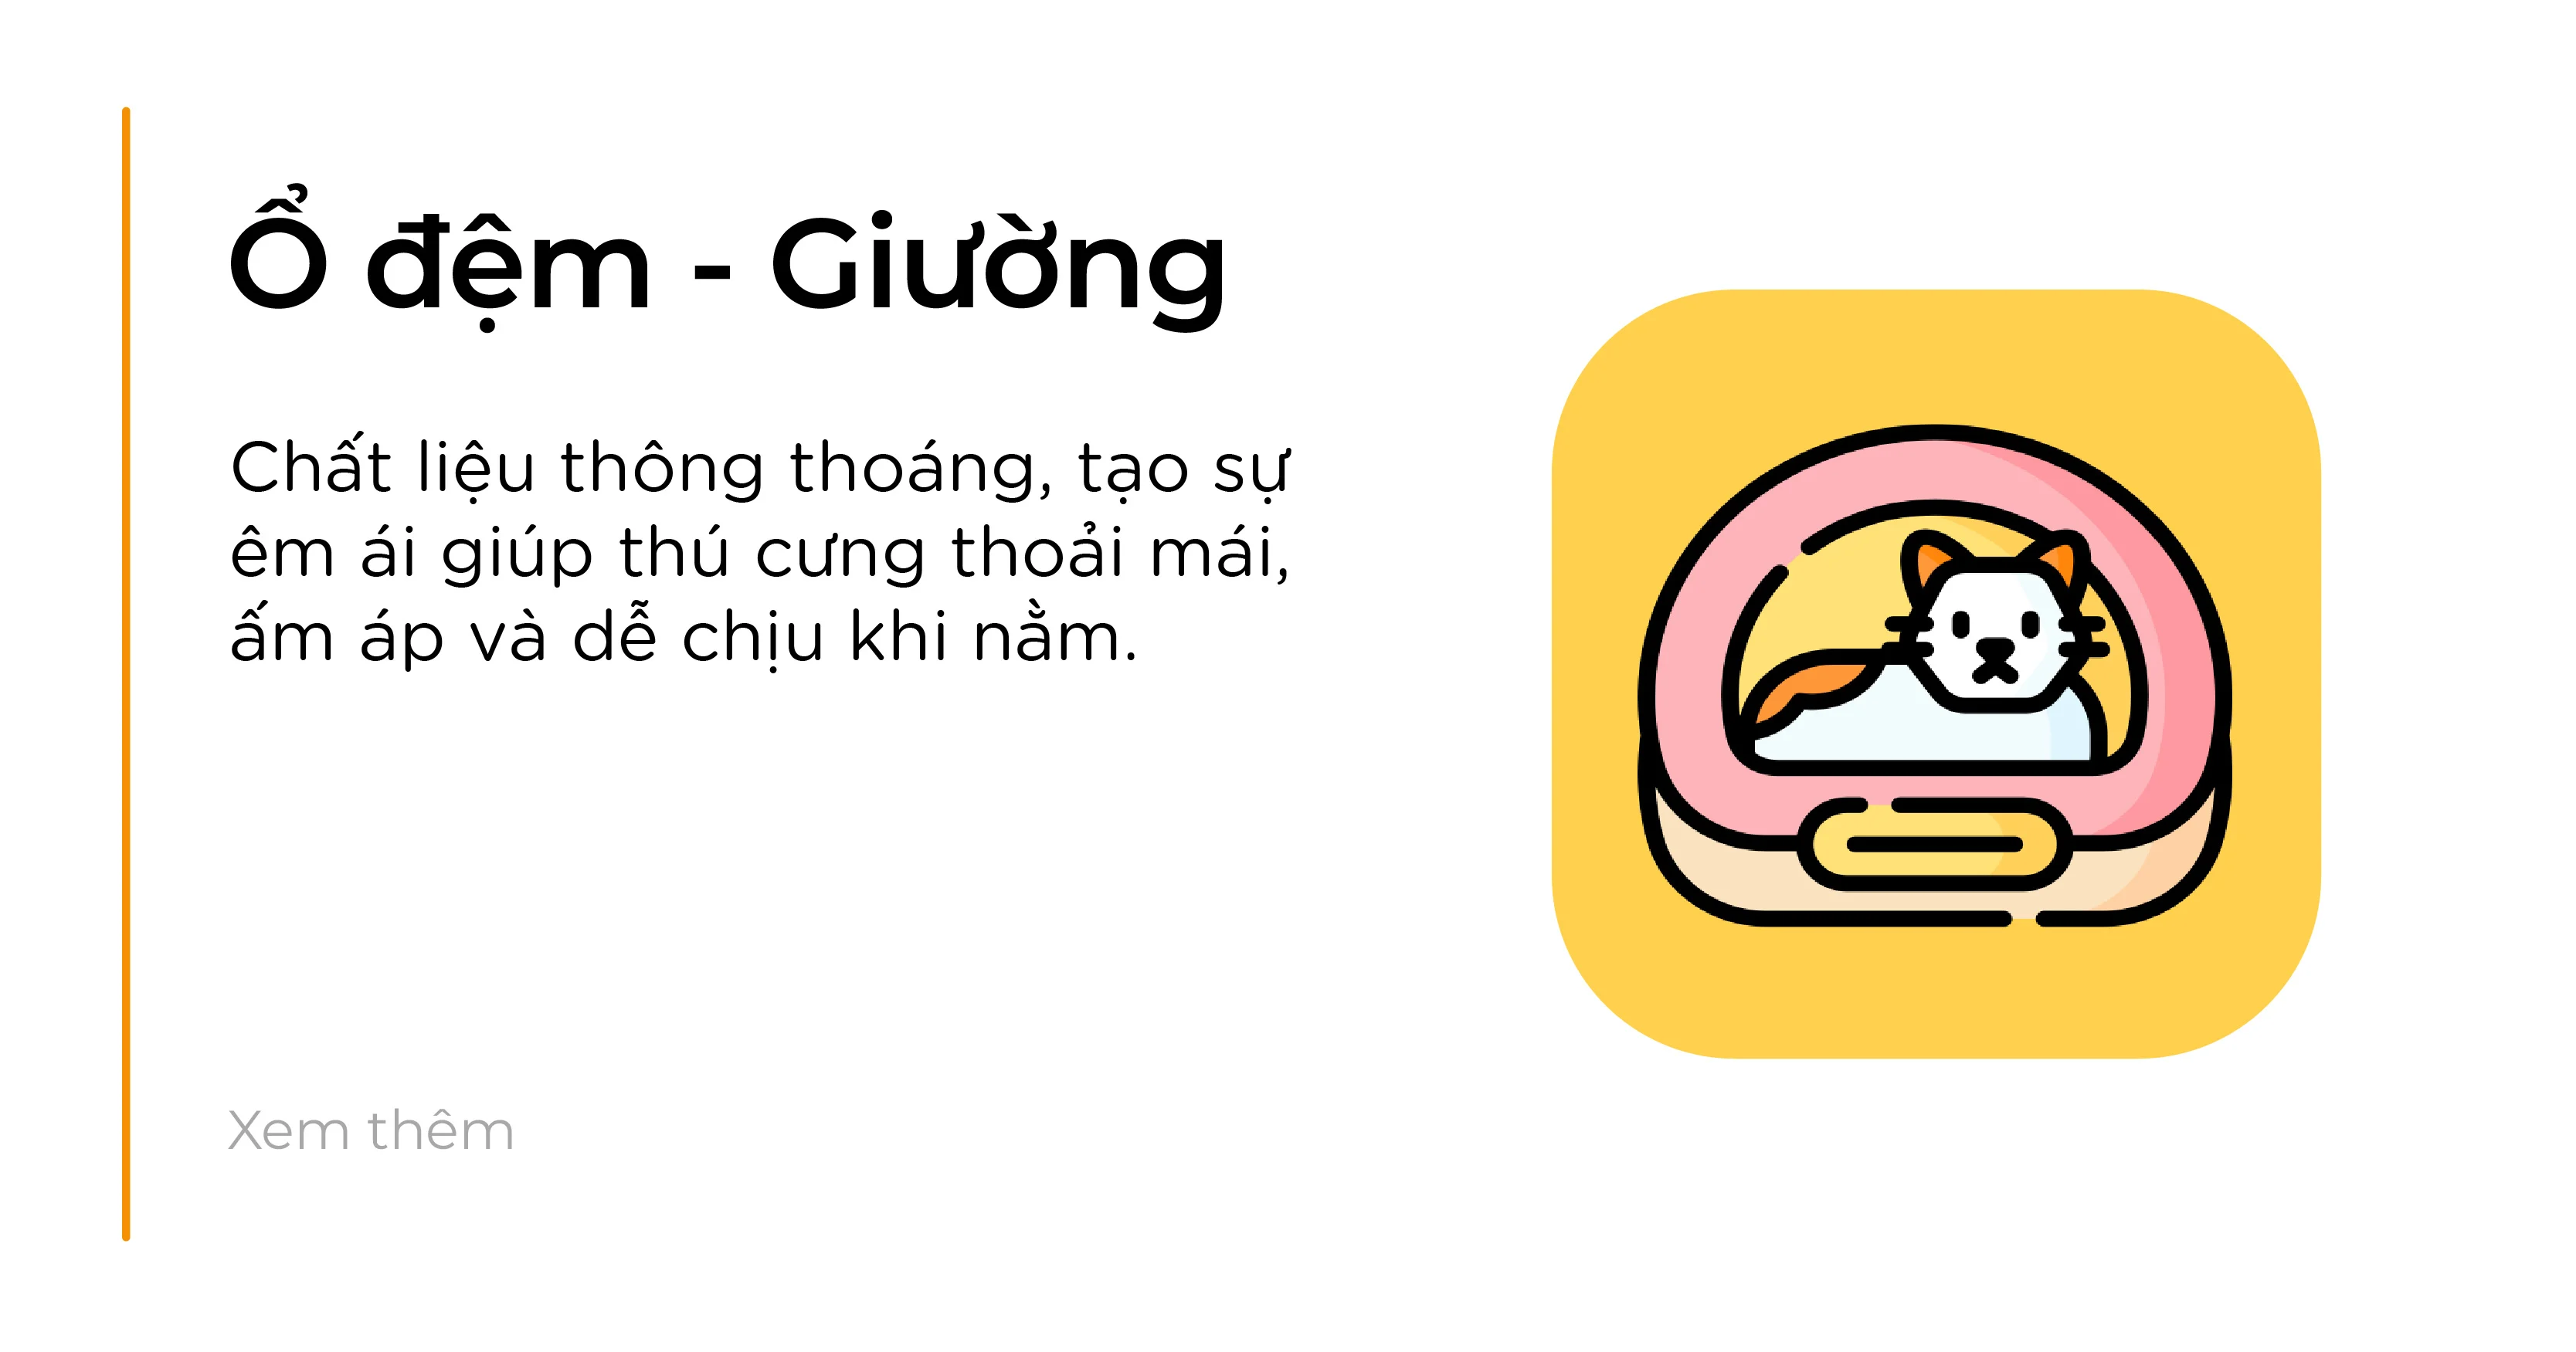 Ổ đệm - Giường
Chất liệu thông thoáng, tạo sự
êm ái giúp thú cưng thoải mái,
ấm áp và dễ chịu khi nằm.
Xem thêm